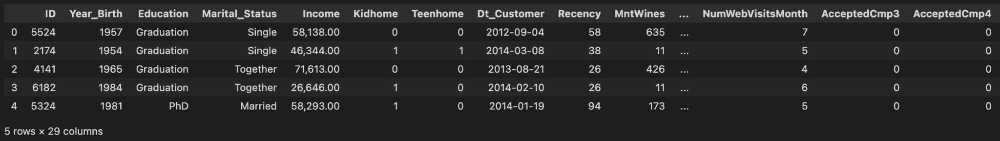 ID Year_Birth Education Marital_Status Income Kidhome Teenhome Dt_Customer Recency MntWines ... NumWebVisitsMonth AcceptedCmp3 AcceptedCmp4
0 5524 1957 Graduation Single 58,138.00 0 0 2012-09-04 58 635 ... 7 0 0
1 2174 1954 Graduation Single 46,344.00 1 1 2014-03-08 38 11 ... 5 0 0
2 4141 1965 Graduation Together 71,613.00 0 0 2013-08-21 26 426 ... 4 0 0
3 6182 1984 Graduation Together 26,646.00 1 0 2014-02-10 26 11 ... 6 0 0
4 5324 1981 PhD Married 58,293.00 1 0 2014-01-19 94 173 ... 5 0 0
5 rows × 29 columns